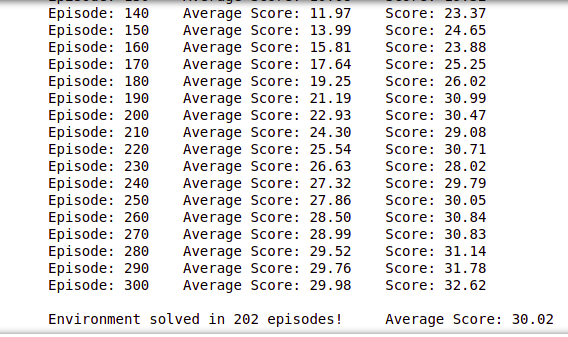 Episode: 140 Average Score: 11.97 Score: 23.37
Episode: 150 Average Score: 13.99 Score: 24.65
Episode: 160 Average Score: 15.81 Score: 23.88
Episode: 170 Average Score: 17.64 Score: 25.25
Episode: 180 Average Score: 19.25 Score: 26.02
Episode: 190 Average Score: 21.19 Score: 30.99
Episode: 200 Average Score: 22.93 Score: 30.47
Episode: 210 Average Score: 24.30 Score: 29.08
Episode: 220 Average Score: 25.54 Score: 30.71
Episode: 230 Average Score: 26.63 Score: 28.02
Episode: 240 Average Score: 27.32 Score: 29.79
Episode: 250 Average Score: 27.86 Score: 30.05
Episode: 260 Average Score: 28.50 Score: 30.84
Episode: 270 Average Score: 28.99 Score: 30.83
Episode: 280 Average Score: 29.52 Score: 31.14
Episode: 290 Average Score: 29.76 Score: 31.78
Episode: 300 Average Score: 29.98 Score: 32.62
Environment solved in 202 episodes! Average Score: 30.02